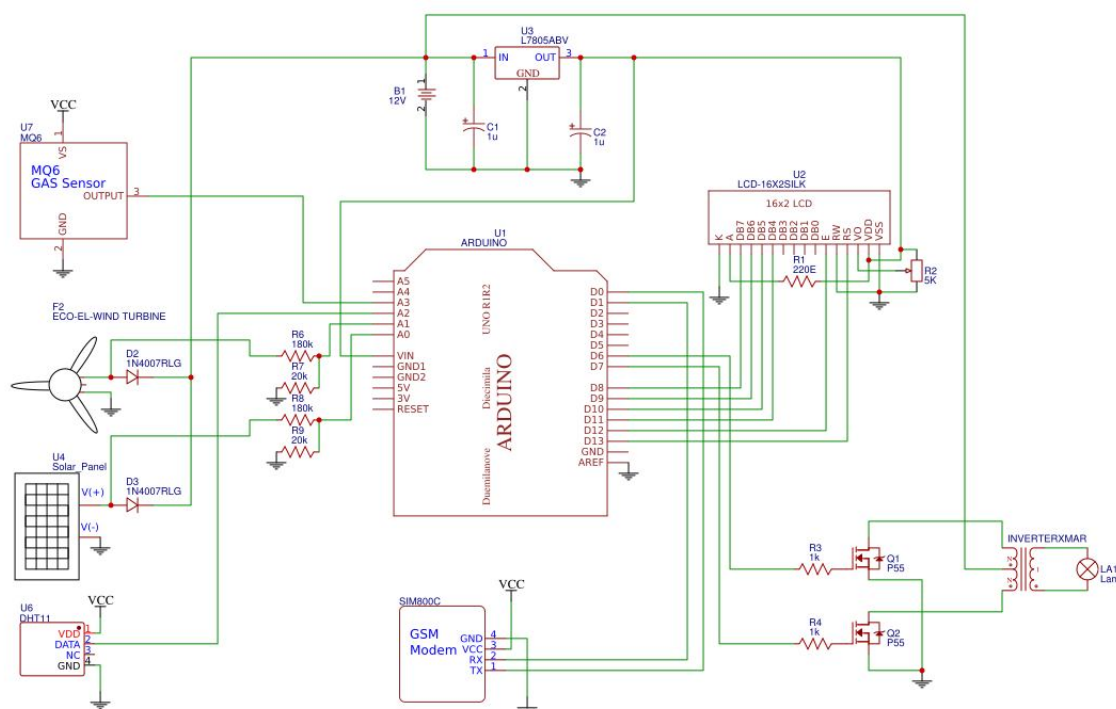 U3
L7805ABV
1
IN
OUT
3
GND
2
B1
12V
1
2
C1
1u
C2
1u
VCC
U7
MQ6
1
VS
MQ6
GAS Sensor
OUTPUT
3
GND
2
U2
LCD-16X2SILK
16x2 LCD
K
A
DB7
DB6
DB5
DB4
DB3
DB2
DB1
DB0
E
RW
RS
VO
VDD
VSS
R1
220E
R2
5K
U1
ARDUINO
A5
A4
A3
A2
A1
A0
VIN
GND1
GND2
5V
3V
RESET
UNO R1R2
Diecimila
Duemilanove
ARDUINO
D0
D1
D2
D3
D4
D5
D6
D7
D8
D9
D10
D11
D12
D13
GND
AREF
F2
ECO-EL-WIND TURBINE
D2
1N4007RLG
R6
180k
R7
20k
R8
180k
R9
20k
U4
Solar_Panel
V(+)
V(-)
D3
1N4007RLG
VCC
U6
DHT11
VDD
1
DATA
2
NC
3
GND
4
SIM800C
GSM
Modem
VCC
GND
4
VCC
3
RX
2
TX
1
R3
1k
Q1
P55
R4
1k
Q2
P55
INVERTERXMAR
LA1